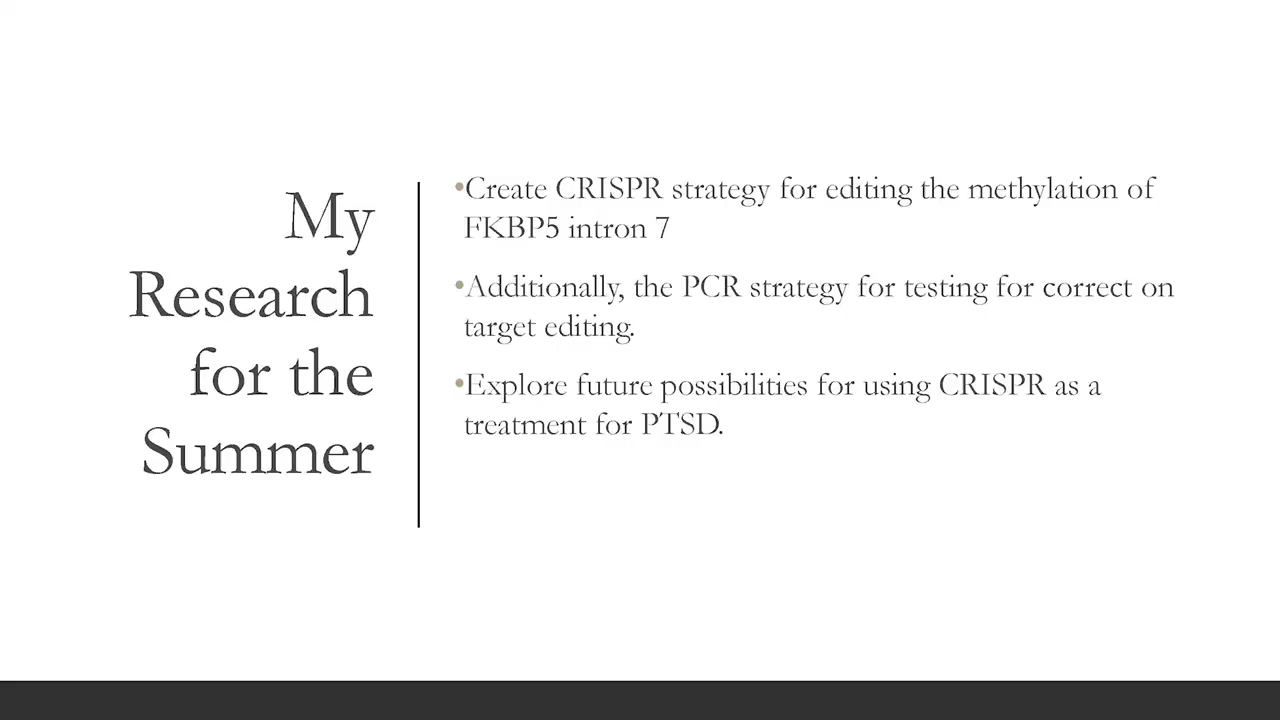 My
Research
for the
Summer
•Create CRISPR strategy for editing the methylation of
FKBP5 intron 7
•Additionally, the PCR strategy for testing for correct on
target editing.
•Explore future possibilities for using CRISPR as a
treatment for PTSD.